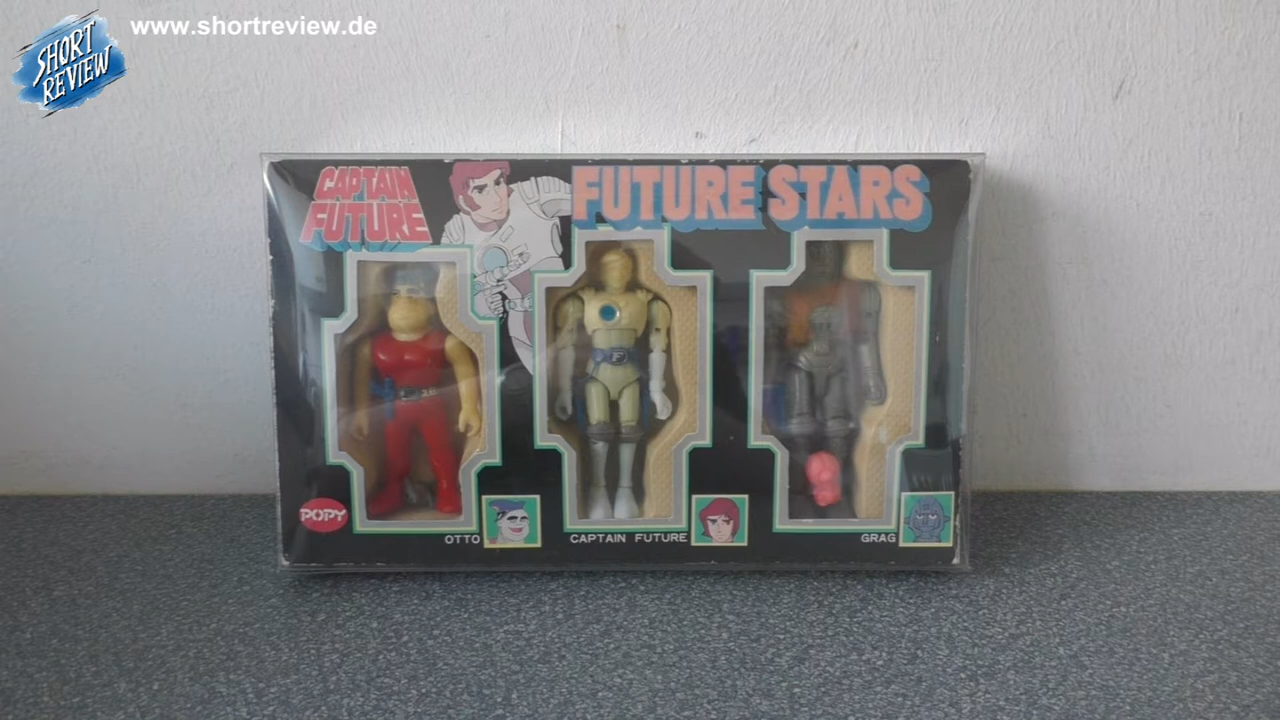 www.shortreview.de
SHORT
REVIEW
CAPTAIN
FUTURE
FUTURE STARS
F
POPY
OTTO
CAPTAIN FUTURE
GRAG